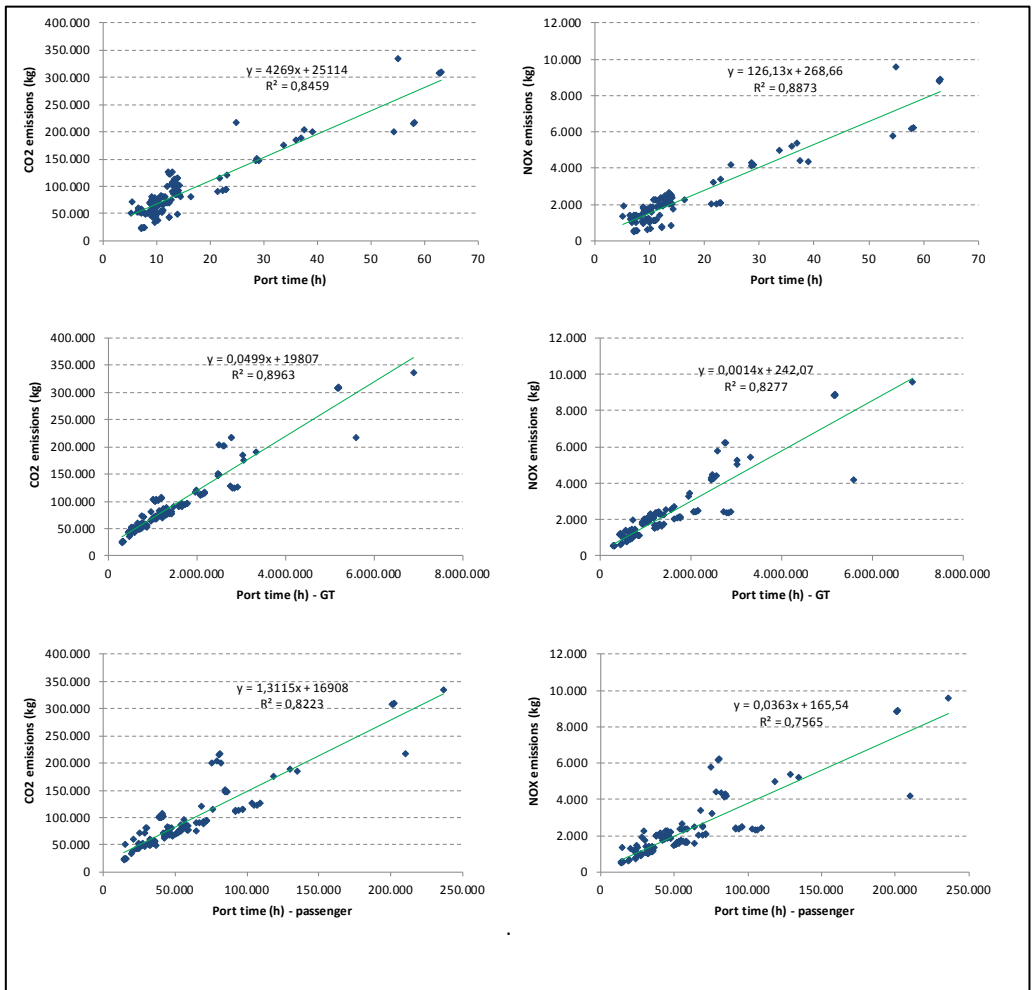 400.000
350.000
300.000
250.000
200.000
150.000
100.000
50.000
0
CO2 emissions (kg)
y = 4269x + 25114
R² = 0,8459
0 10 20 30 40 50 60 70
Port time (h)
12.000
10.000
8.000
6.000
4.000
2.000
0
NOX emissions (kg)
y = 126,13x + 268,66
R² = 0,8873
0 10 20 30 40 50 60 70
Port time (h)
400.000
350.000
300.000
250.000
200.000
150.000
100.000
50.000
0
CO2 emissions (kg)
y = 0,0499x + 19807
R² = 0,8963
0 2.000.000 4.000.000 6.000.000 8.000.000
Port time (h) - GT
12.000
10.000
8.000
6.000
4.000
2.000
0
NOX emissions (kg)
y = 0,0014x + 242,07
R² = 0,8277
0 2.000.000 4.000.000 6.000.000 8.000.000
Port time (h) - GT
400.000
350.000
300.000
250.000
200.000
150.000
100.000
50.000
0
CO2 emissions (kg)
y = 1,3115x + 16908
R² = 0,8223
0 50.000 100.000 150.000 200.000 250.000
Port time (h) - passenger
12.000
10.000
8.000
6.000
4.000
2.000
0
NOX emissions (kg)
y = 0,0363x + 165,54
R² = 0,7565
0 50.000 100.000 150.000 200.000 250.000
Port time (h) - passenger
.